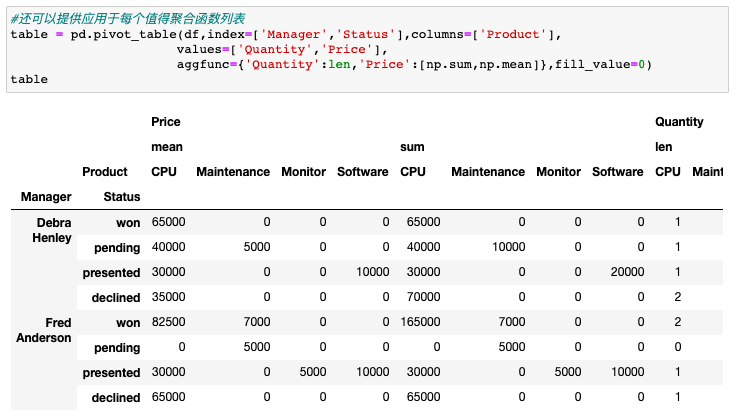 #还可以提供应用于每个值得聚合函数列表
table = pd.pivot_table(df,index=['Manager','Status'],columns=['Product'],
values=['Quantity','Price'],
aggfunc={'Quantity':len,'Price':[np.sum,np.mean]},fill_value=0)
table
Price Quantity
mean sum len
Product CPU Maintenance Monitor Software CPU Maintenance Monitor Software CPU Maint
Manager Status
Debra Henley won 65000 0 0 0 65000 0 0 0 1
pending 40000 5000 0 0 40000 10000 0 0 1
presented 30000 0 0 10000 30000 0 0 20000 1
declined 35000 0 0 0 70000 0 0 0 2
Fred Anderson won 82500 7000 0 0 165000 7000 0 0 2
pending 0 5000 0 0 0 5000 0 0 0
presented 30000 0 5000 10000 30000 0 5000 10000 1
declined 65000 0 0 0 65000 0 0 0 1